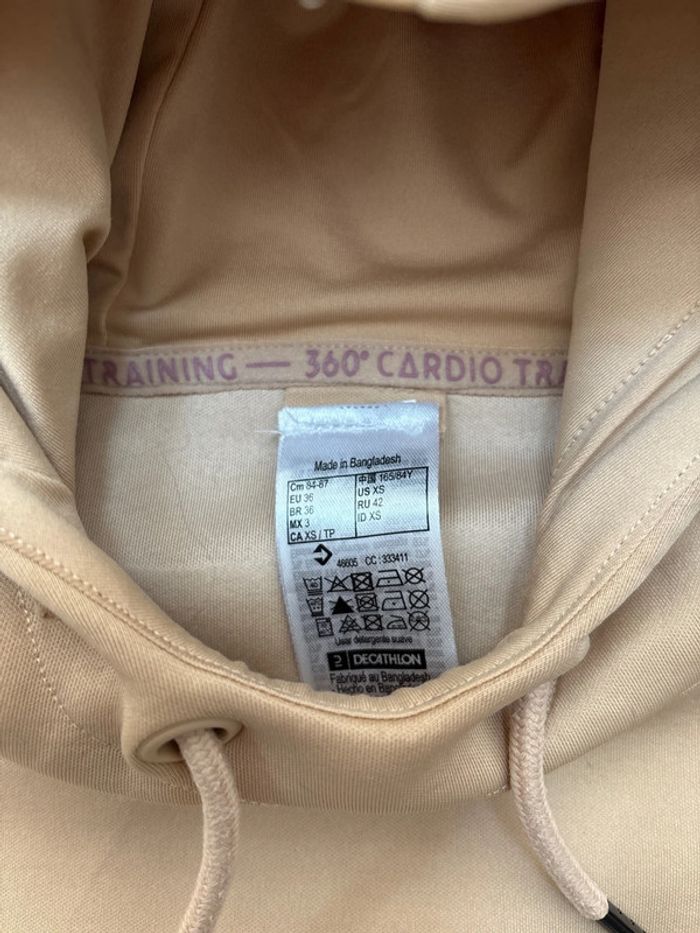 TRAINING — 360° CARDIO TRA
Made in Bangladesh
Cm 84-87 中国 165/84Y
EU 36 US XS
BR 36 RU 42
MX 3 ID XS
CA XS / TP
46605 CC : 333411
Usar detergente suave
DECATHLON
Fabriqué au Bangladesh
Hecho en Bangladesh